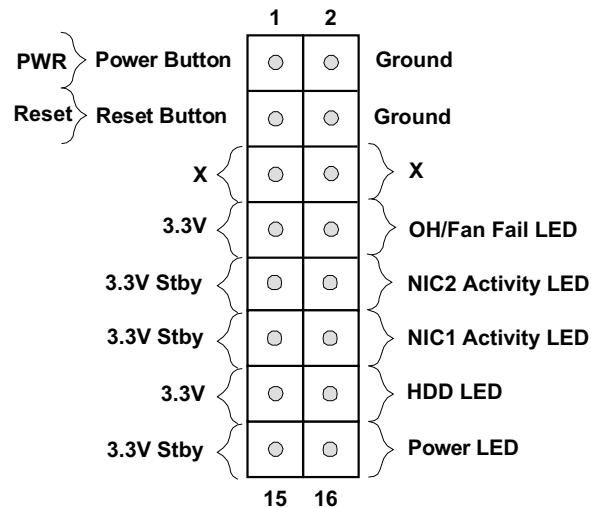 1 2
PWR Power Button Ground
Reset Reset Button Ground
X X
3.3V OH/Fan Fail LED
3.3V Stby NIC2 Activity LED
3.3V Stby NIC1 Activity LED
3.3V HDD LED
3.3V Stby Power LED
15 16